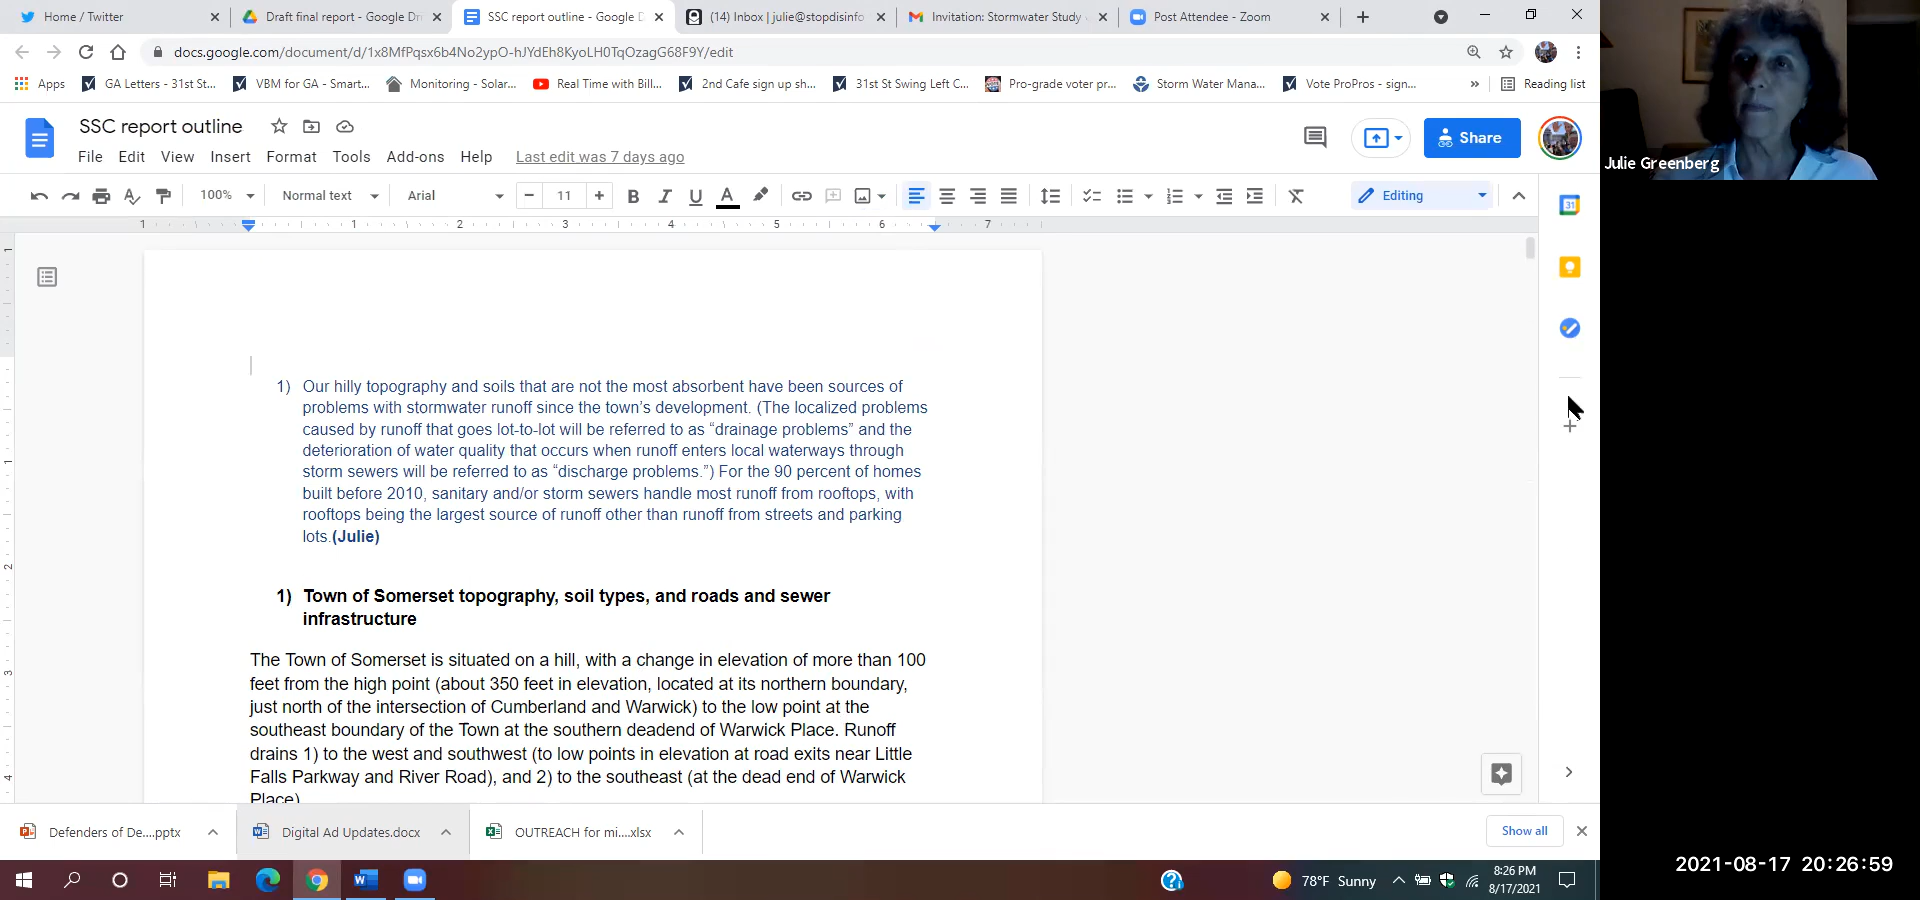 Home / Twitter
Draft final report - Google Dr
SSC report outline - Google D
(14) Inbox | julie@stopdisinfo
Invitation: Stormwater Study
Post Attendee - Zoom
docs.google.com/document/d/1x8MfPqsx6b4No2ypO-hJYdEh8KyoLH0TqOzagG68F9Y/edit
Apps
GA Letters - 31st St...
VBM for GA - Smart...
Monitoring - Solar...
Real Time with Bill...
2nd Cafe sign up sh...
31st St Swing Left C...
Pro-grade voter pr...
Storm Water Mana...
Vote ProPros - sign...
»
Reading list
SSC report outline
Share
File Edit View Insert Format Tools Add-ons Help Last edit was 7 days ago
100% Normal text Arial 11 Editing
1 1 2 3 4 5 6 7
1) Our hilly topography and soils that are not the most absorbent have been sources of
problems with stormwater runoff since the town's development. (The localized problems
caused by runoff that goes lot-to-lot will be referred to as “drainage problems” and the
deterioration of water quality that occurs when runoff enters local waterways through
storm sewers will be referred to as “discharge problems.”) For the 90 percent of homes
built before 2010, sanitary and/or storm sewers handle most runoff from rooftops, with
rooftops being the largest source of runoff other than runoff from streets and parking
lots.(Julie)
1) Town of Somerset topography, soil types, and roads and sewer
infrastructure
The Town of Somerset is situated on a hill, with a change in elevation of more than 100
feet from the high point (about 350 feet in elevation, located at its northern boundary,
just north of the intersection of Cumberland and Warwick) to the low point at the
southeast boundary of the Town at the southern deadend of Warwick Place. Runoff
drains 1) to the west and southwest (to low points in elevation at road exits near Little
Falls Parkway and River Road), and 2) to the southeast (at the dead end of Warwick
Place)
1
1
2
3
4
31
Julie Greenberg
Defenders of De....pptx
Digital Ad Updates.docx
OUTREACH for mi....xlsx
Show all
78°F Sunny
8:26 PM
8/17/2021
2021-08-17 20:26:59